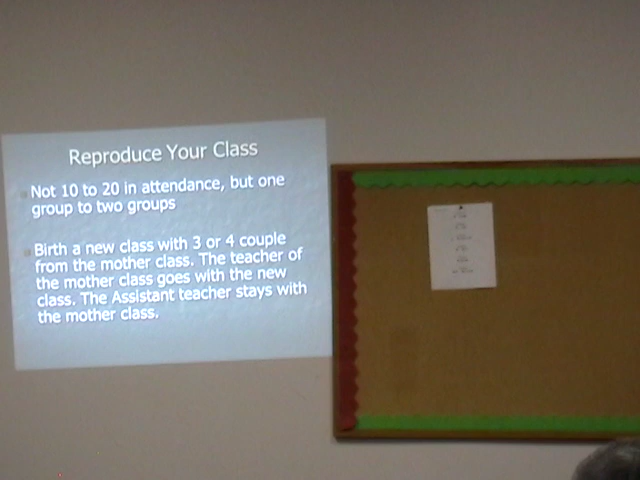 Reproduce Your Class
Not 10 to 20 in attendance, but one
group to two groups
Birth a new class with 3 or 4 couple
from the mother class. The teacher of
the mother class goes with the new
class. The Assistant teacher stays with
the mother class.